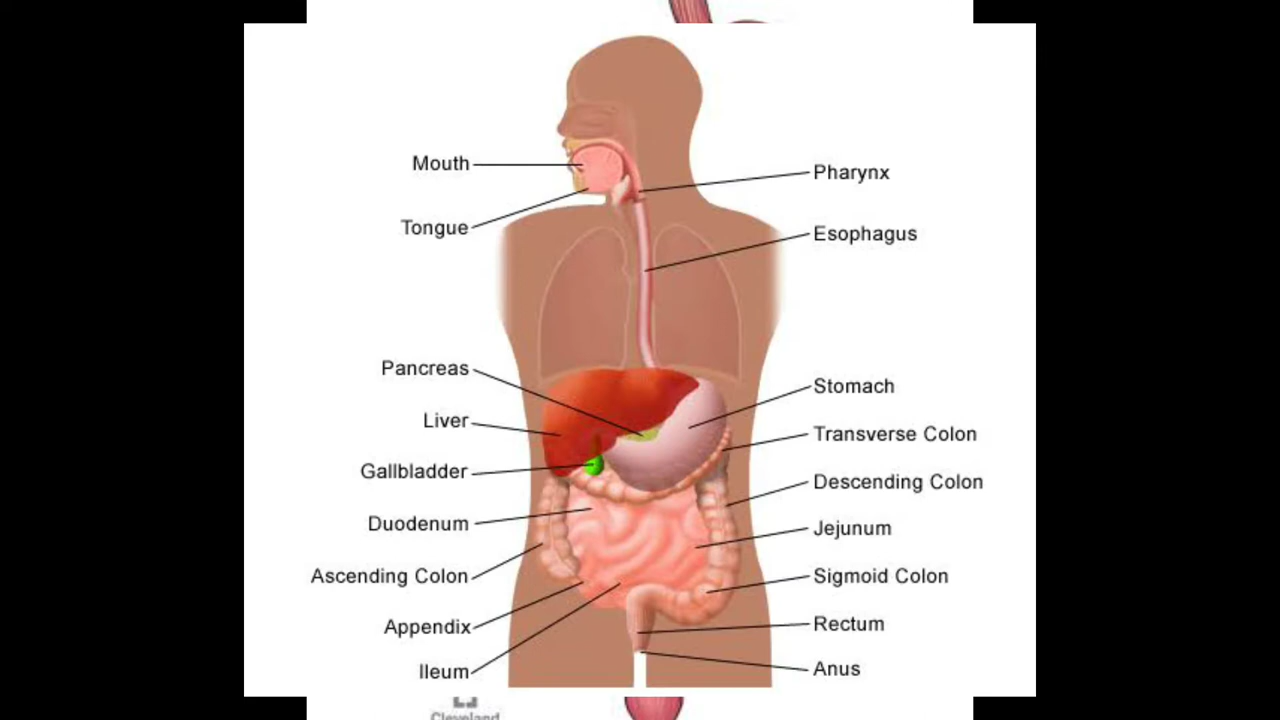 Mouth
Tongue
Pancreas
Liver
Gallbladder
Duodenum
Ascending Colon
Appendix
Ileum
Pharynx
Esophagus
Stomach
Transverse Colon
Descending Colon
Jejunum
Sigmoid Colon
Rectum
Anus
Cleveland